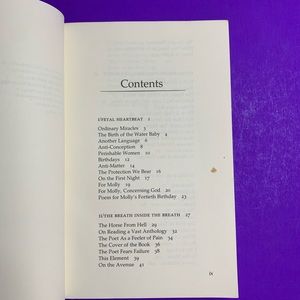 Contents
I/FETAL HEARTBEAT 1
Ordinary Miracles 3
The Birth of the Water Baby 4
Another Language 6
Anti-Conception 8
Perishable Women 10
Birthdays 12
Anti-Matter 14
The Protection We Bear 16
On the First Night 17
For Molly 19
For Molly, Concerning God 20
Poem for Molly's Fortieth Birthday 23
II/THE BREATH INSIDE THE BREATH 27
The Horse From Hell 29
On Reading a Vast Anthology 32
The Poet As a Feeler of Pain 34
The Cover of the Book 36
The Poet Fears Failure 38
This Element 39
On the Avenue 41
ix